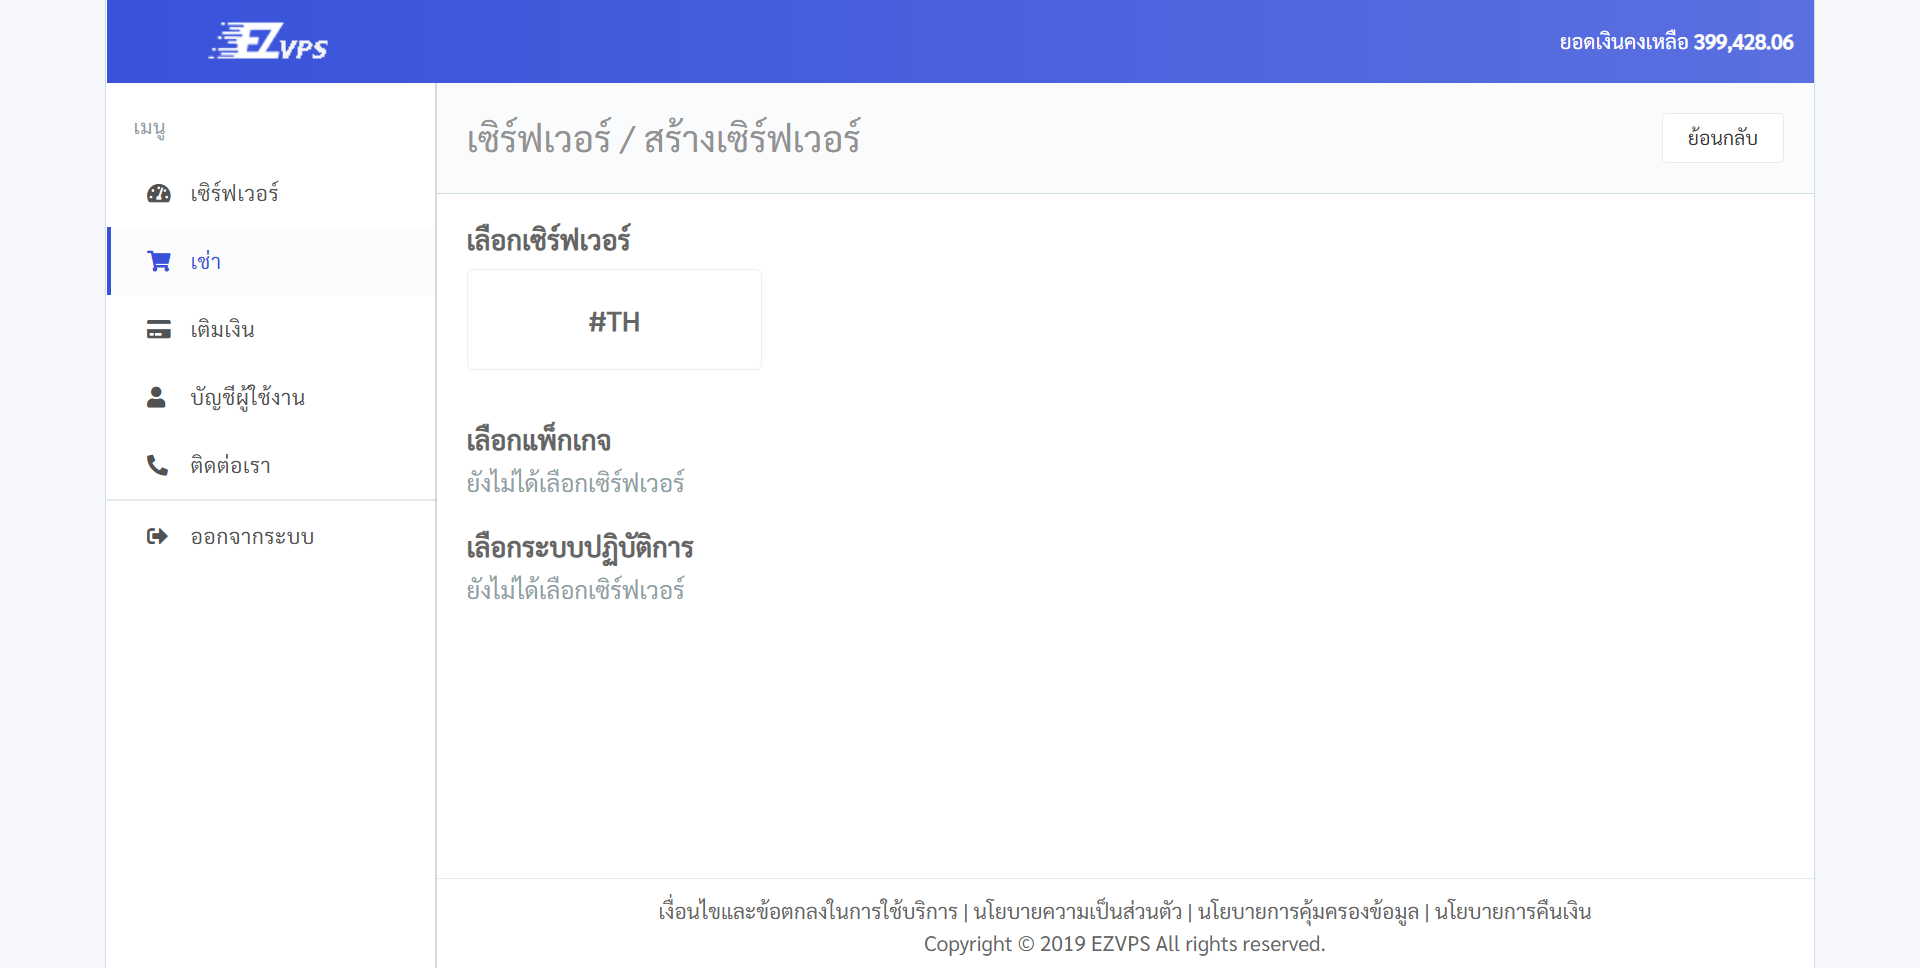 EZVPS
ยอดเงินคงเหลือ 399,428.06
เมนู
เซิร์ฟเวอร์
เช่า
เติมเงิน
บัญชีผู้ใช้งาน
ติดต่อเรา
ออกจากระบบ
เซิร์ฟเวอร์ / สร้างเซิร์ฟเวอร์
ย้อนกลับ
เลือกเซิร์ฟเวอร์
#TH
เลือกแพ็กเกจ
ยังไม่ได้เลือกเซิร์ฟเวอร์
เลือกระบบปฏิบัติการ
ยังไม่ได้เลือกเซิร์ฟเวอร์
เงื่อนไขและข้อตกลงในการใช้บริการ | นโยบายความเป็นส่วนตัว | นโยบายการคุ้มครองข้อมูล | นโยบายการคืนเงิน
Copyright © 2019 EZVPS All rights reserved.